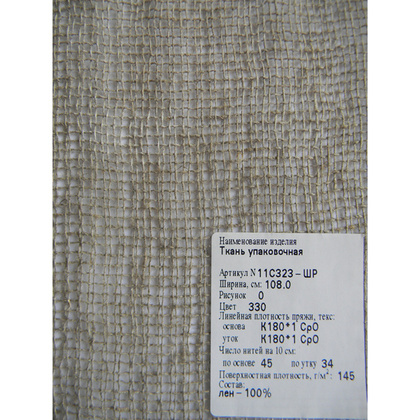 Наименование изделия
Ткань упаковочная
Артикул N 11С323-ШР
Ширина, см: 108.0
Рисунок 0
Цвет 330
Линейная плотность пряжи, текс:
основа К180*1 СрО
уток К180*1 СрО
Число нитей на 10 см:
по основе 45 по утку 34
Поверхностная плотность, г/м²: 145
Состав:
лен-100%